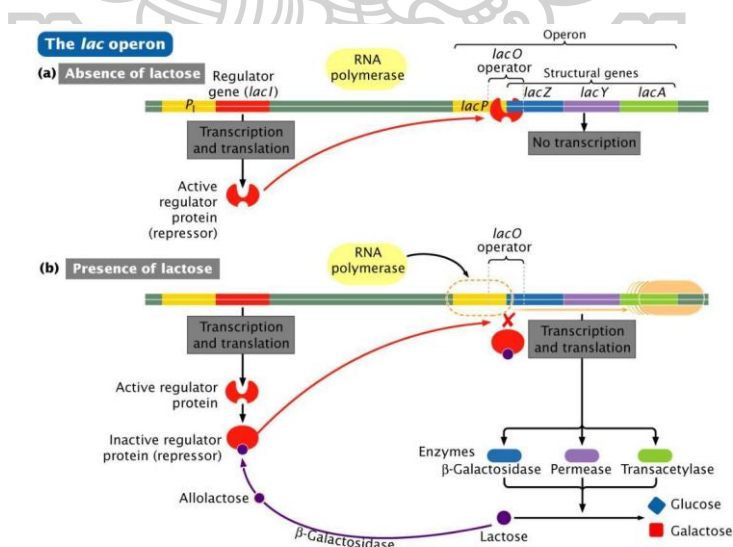 The lac operon
(a) Absence of lactose
Regulator
gene (lacI)
RNA
polymerase
Operon
lacO
operator
Structural genes
lacZ lacY lacA
PI
lacP
Transcription
and translation
No transcription
Active
regulator
protein
(repressor)
(b) Presence of lactose
RNA
polymerase
lacO
operator
Transcription
and translation
Transcription
and translation
Active regulator
protein
Inactive regulator
protein (repressor)
Enzymes
β-Galactosidase Permease Transacetylase
Allolactose
β-Galactosidase
Lactose
Glucose
Galactose